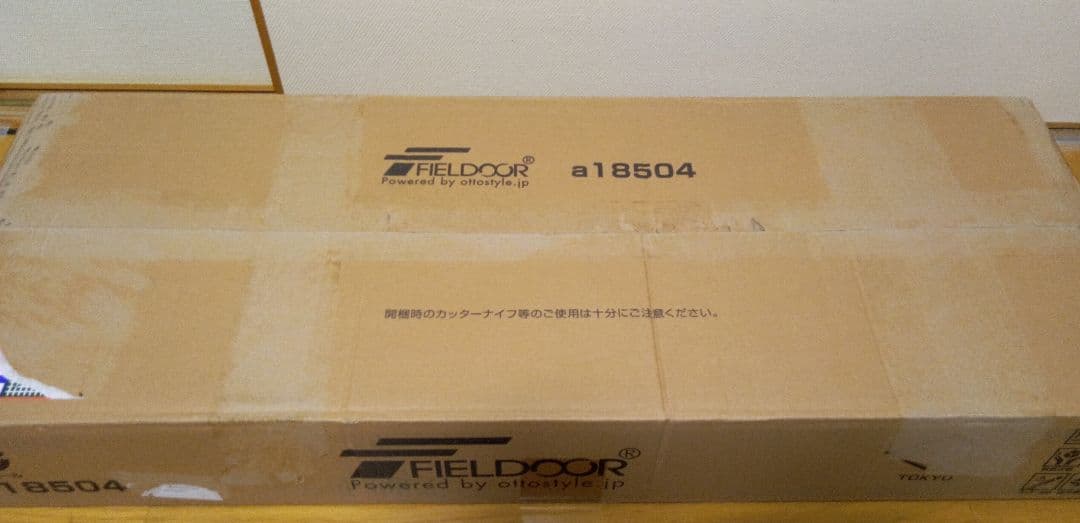 FIELDOOR® a18504
Powered by ottostyle.jp
開梱時のカッターナイフ等のご使用は十分にご注意ください。
FIELDOOR®
Powered by ottostyle.jp
18504
TOKYO